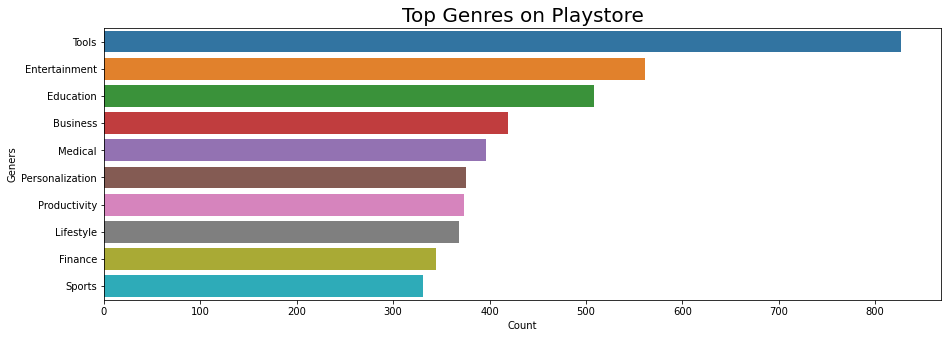 Top Genres on Playstore
Geners
Tools
Entertainment
Education
Business
Medical
Personalization
Productivity
Lifestyle
Finance
Sports
0 100 200 300 400 500 600 700 800
Count